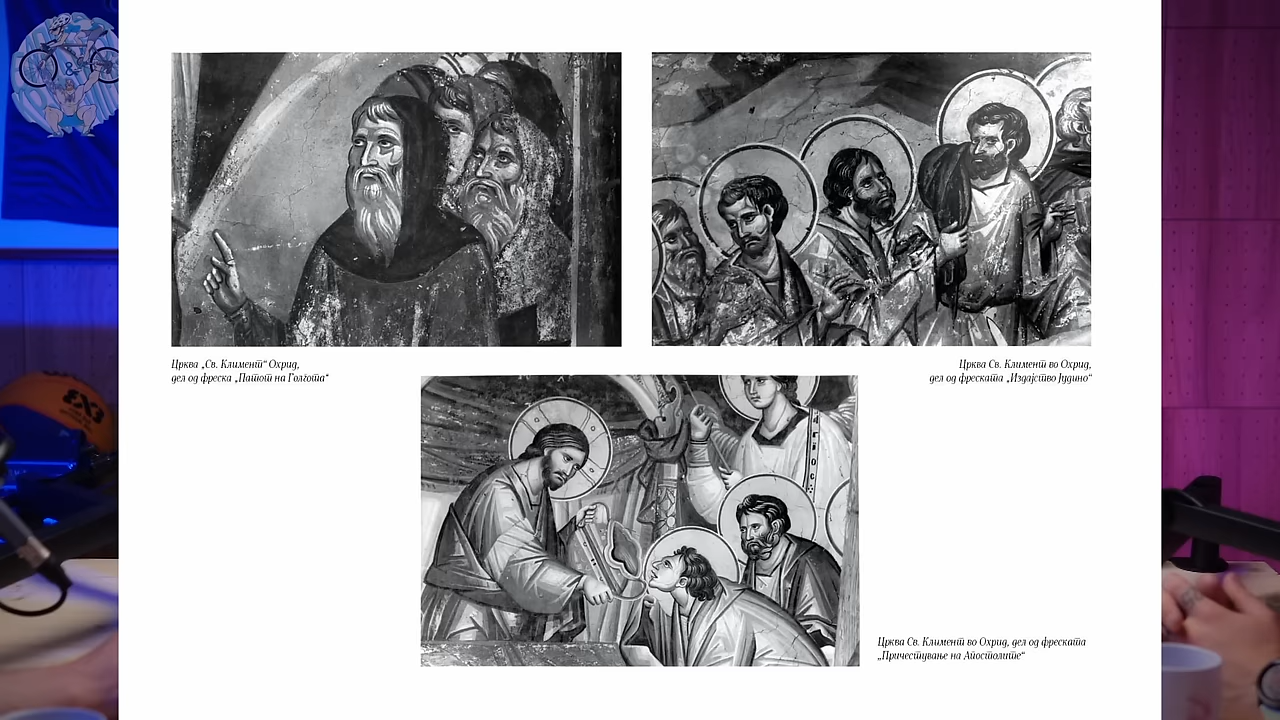 Црква „Св. Климент“ Охрид,
дел од фреска „Патот на Голгота“
Црква Св. Климент во Охрид,
дел од фреската „Издајство Јудино“
Црква Св. Климент во Охрид, дел од фреската
„Причестување на Апостолите“
&
3X3